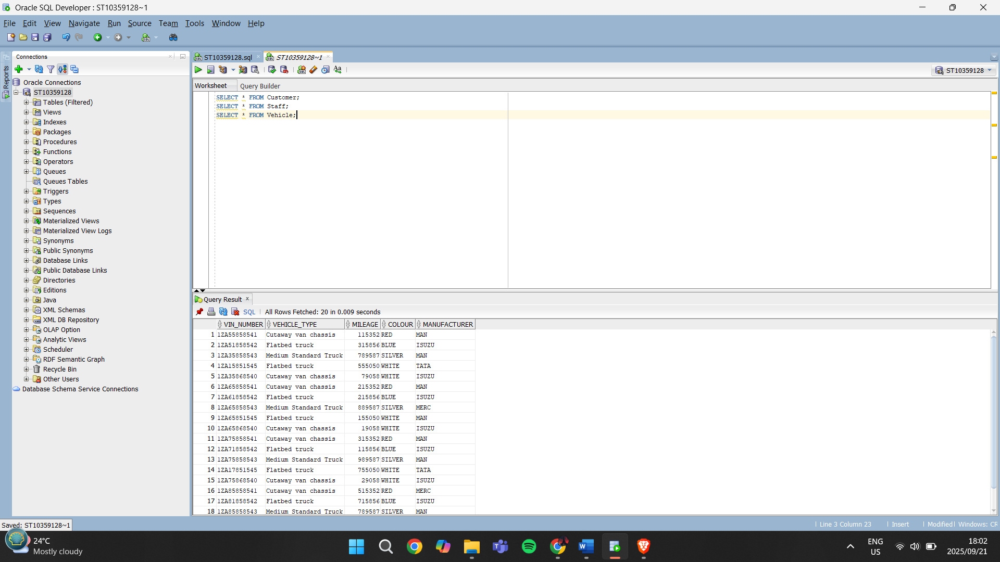 Oracle SQL Developer : ST10359128~1
File Edit View Navigate Run Source Team Tools Window Help
Connections
Reports
ST10359128.sql
ST10359128~1
ST10359128
Worksheet Query Builder
Oracle Connections
ST10359128
Tables (Filtered)
Views
Indexes
Packages
Procedures
Functions
Operators
Queues
Queues Tables
Triggers
Types
Sequences
Materialized Views
Materialized View Logs
Synonyms
Public Synonyms
Database Links
Public Database Links
Directories
Editions
Java
XML Schemas
XML DB Repository
OLAP Option
Analytic Views
Scheduler
RDF Semantic Graph
Recycle Bin
Other Users
Database Schema Service Connections
SELECT * FROM Customer;
SELECT * FROM Staff;
SELECT * FROM Vehicle;
Query Result
SQL All Rows Fetched: 20 in 0.009 seconds
VIN_NUMBER VEHICLE_TYPE MILEAGE COLOUR MANUFACTURER
1 1ZA55858541 Cutaway van chassis 115352 RED MAN
2 1ZA51858542 Flatbed truck 315856 BLUE ISUZU
3 1ZA35858543 Medium Standard Truck 789587 SILVER MAN
4 1ZA15851545 Flatbed truck 555050 WHITE TATA
5 1ZA35868540 Cutaway van chassis 79058 WHITE ISUZU
6 1ZA65858541 Cutaway van chassis 215352 RED MAN
7 1ZA61858542 Flatbed truck 215856 BLUE ISUZU
8 1ZA65858543 Medium Standard Truck 889587 SILVER MERC
9 1ZA65851545 Flatbed truck 155050 WHITE MAN
10 1ZA65868540 Cutaway van chassis 19058 WHITE ISUZU
11 1ZA75858541 Cutaway van chassis 315352 RED MAN
12 1ZA71858542 Flatbed truck 115856 BLUE ISUZU
13 1ZA75858543 Medium Standard Truck 989587 SILVER MAN
14 1ZA17851545 Flatbed truck 755050 WHITE TATA
15 1ZA75868540 Cutaway van chassis 29058 WHITE ISUZU
16 1ZA85858541 Cutaway van chassis 515352 RED MERC
17 1ZA81858542 Flatbed truck 715856 BLUE ISUZU
18 1ZA85858543 Medium Standard Truck 789587 SILVER MAN
Saved: ST10359128~1
Line 3 Column 23 Insert Modified Windows: CR
24°C
Mostly cloudy
ENG
US
18:02
2025/09/21